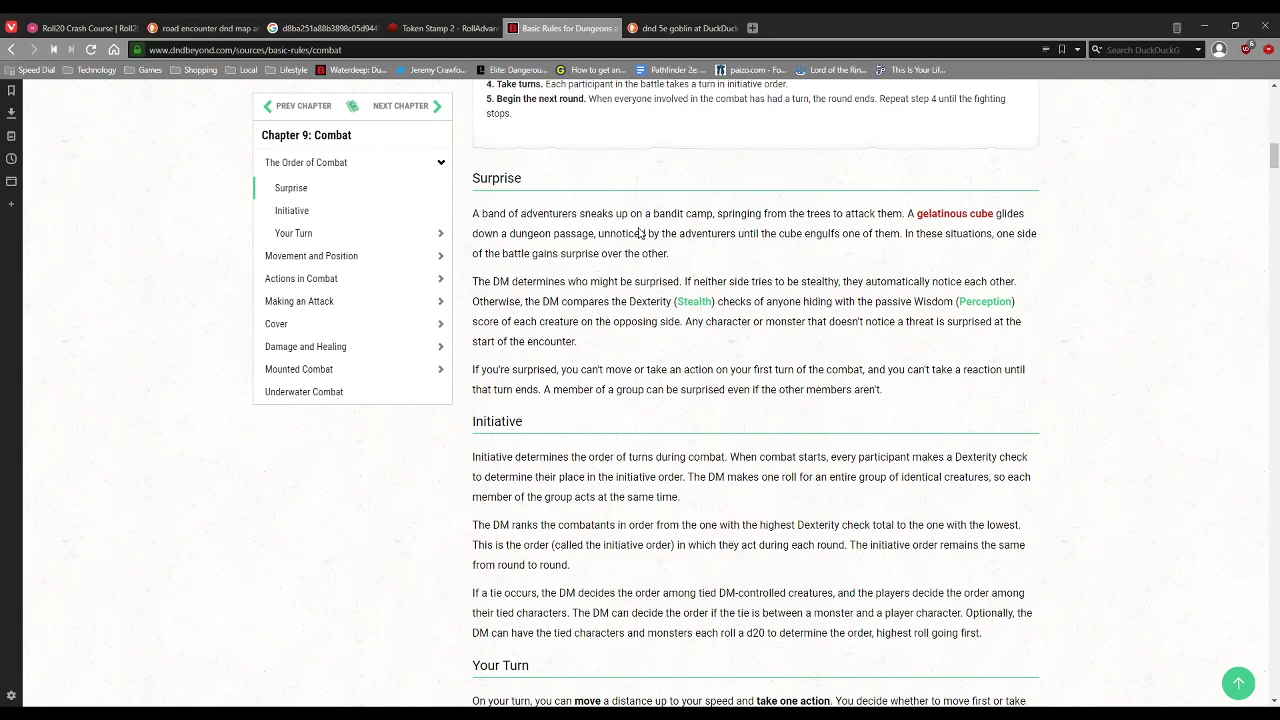 Roll20 Crash Course | Roll20
road encounter dnd map at
d8ba251a88b3898c05d944
Token Stamp 2 - RollAdvan
Basic Rules for Dungeons a
dnd 5e goblin at DuckDuck
www.dndbeyond.com/sources/basic-rules/combat
Search DuckDuckG
6
Speed Dial
Technology
Games
Shopping
Local
Lifestyle
Waterdeep: Du...
Jeremy Crawfo...
Elite: Dangerou...
How to get an...
Pathfinder 2e:...
paizo.com - Fo...
Lord of the Rin...
This Is Your Lif...
PREV CHAPTER
NEXT CHAPTER
Chapter 9: Combat
The Order of Combat
Surprise
Initiative
Your Turn
Movement and Position
Actions in Combat
Making an Attack
Cover
Damage and Healing
Mounted Combat
Underwater Combat
4. Take turns. Each participant in the battle takes a turn in initiative order.
5. Begin the next round. When everyone involved in the combat has had a turn, the round ends. Repeat step 4 until the fighting
stops.
Surprise
A band of adventurers sneaks up on a bandit camp, springing from the trees to attack them. A gelatinous cube glides
down a dungeon passage, unnoticed by the adventurers until the cube engulfs one of them. In these situations, one side
of the battle gains surprise over the other.
The DM determines who might be surprised. If neither side tries to be stealthy, they automatically notice each other.
Otherwise, the DM compares the Dexterity (Stealth) checks of anyone hiding with the passive Wisdom (Perception)
score of each creature on the opposing side. Any character or monster that doesn't notice a threat is surprised at the
start of the encounter.
If you're surprised, you can't move or take an action on your first turn of the combat, and you can't take a reaction until
that turn ends. A member of a group can be surprised even if the other members aren't.
Initiative
Initiative determines the order of turns during combat. When combat starts, every participant makes a Dexterity check
to determine their place in the initiative order. The DM makes one roll for an entire group of identical creatures, so each
member of the group acts at the same time.
The DM ranks the combatants in order from the one with the highest Dexterity check total to the one with the lowest.
This is the order (called the initiative order) in which they act during each round. The initiative order remains the same
from round to round.
If a tie occurs, the DM decides the order among tied DM-controlled creatures, and the players decide the order among
their tied characters. The DM can decide the order if the tie is between a monster and a player character. Optionally, the
DM can have the tied characters and monsters each roll a d20 to determine the order, highest roll going first.
Your Turn
On your turn, you can move a distance up to your speed and take one action. You decide whether to move first or take